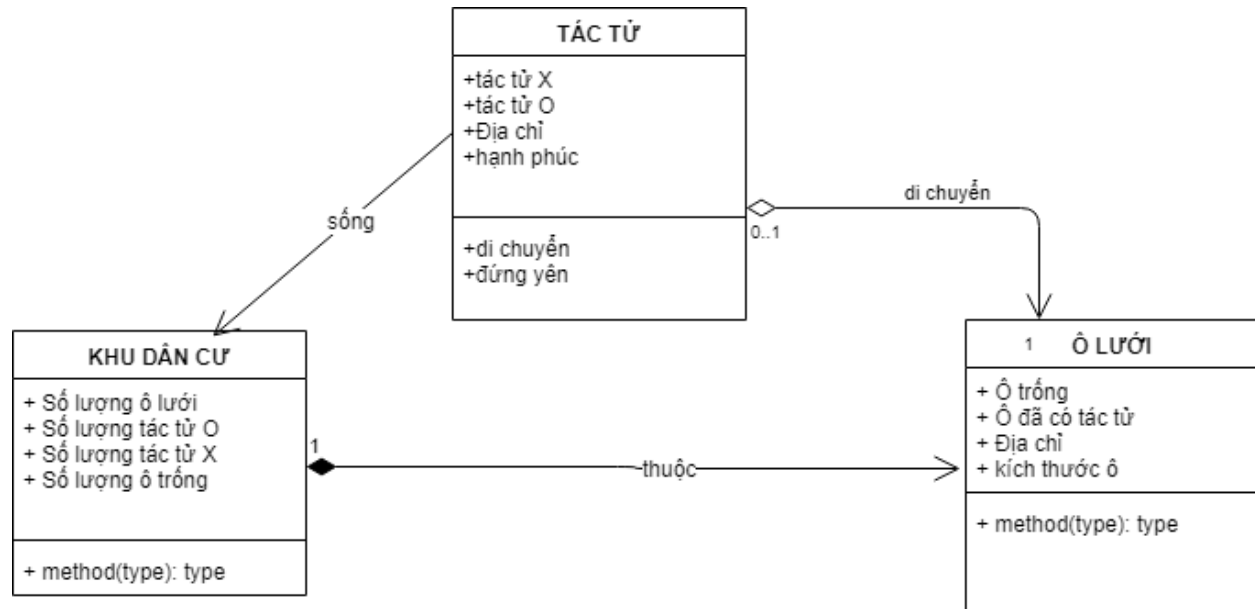 TÁC TỬ
+tác tử X
+tác tử O
+Địa chỉ
+hạnh phúc
+di chuyển
+đứng yên
sống
di chuyển
0..1
KHU DÂN CƯ
+ Số lượng ô lưới
+ Số lượng tác tử O
+ Số lượng tác tử X
+ Số lượng ô trống
+ method(type): type
1
thuộc
1
Ô LƯỚI
+ Ô trống
+ Ô đã có tác tử
+ Địa chỉ
+ kích thước ô
+ method(type): type